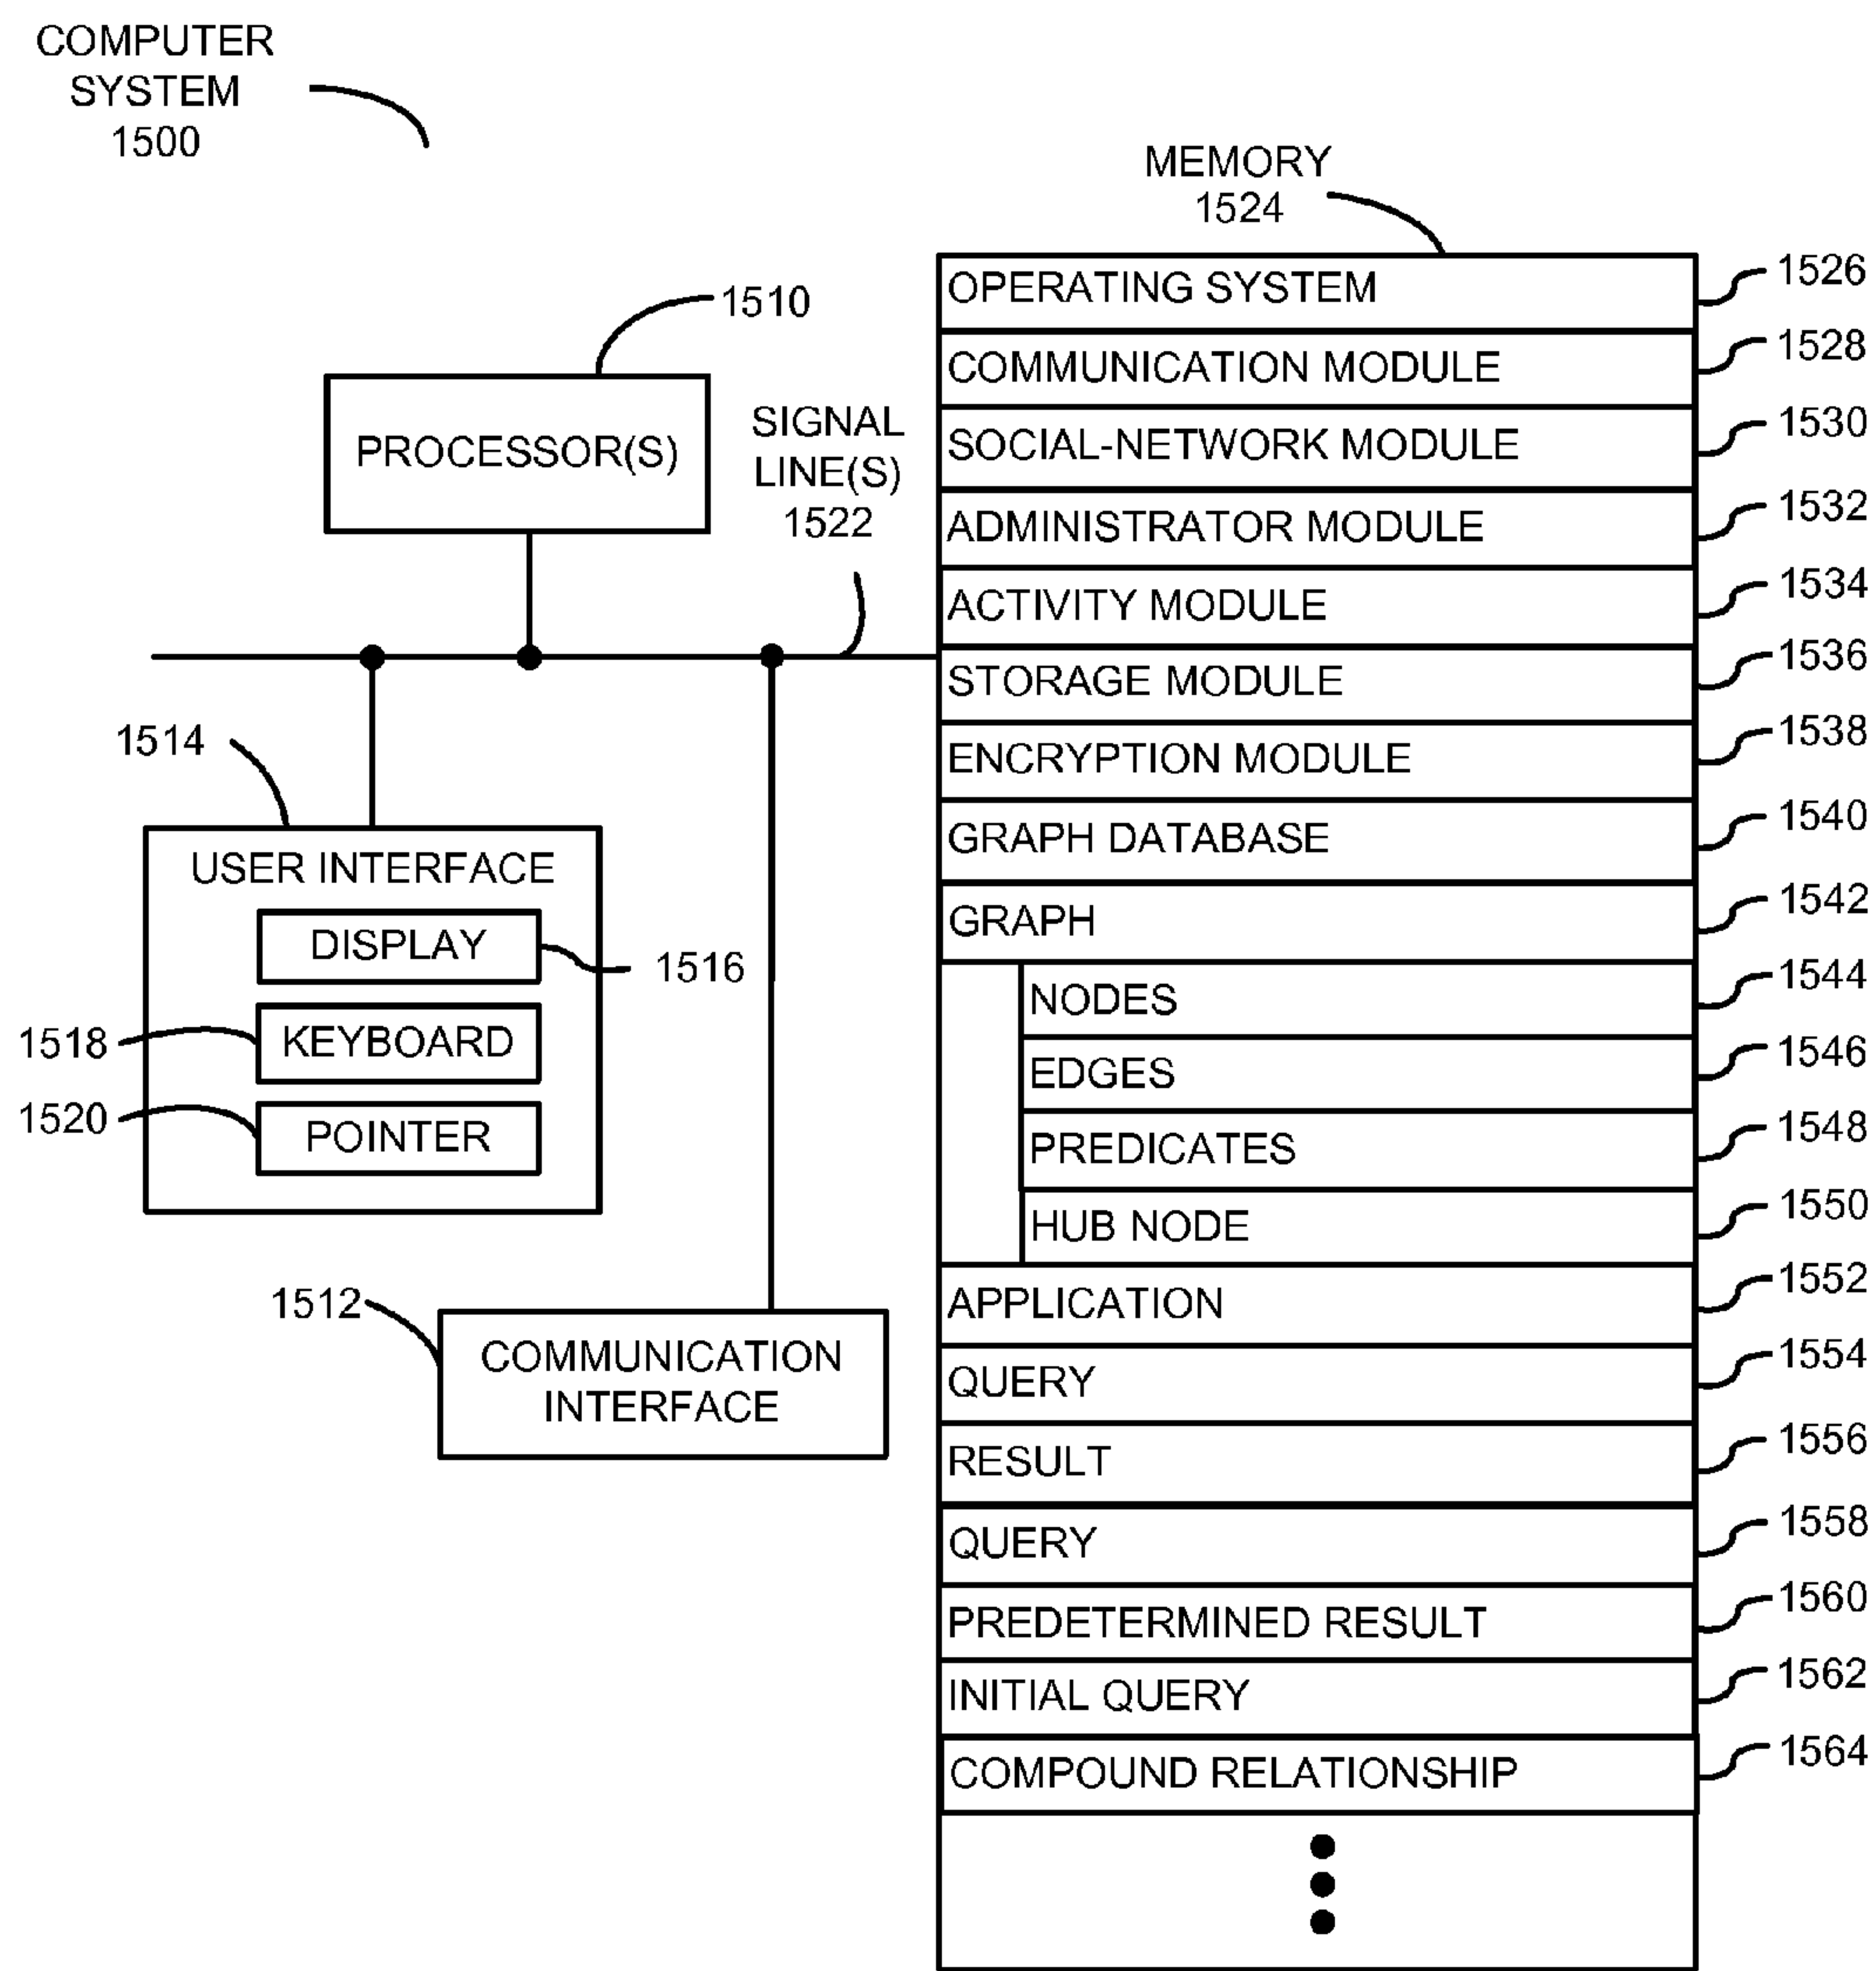 COMPUTER
SYSTEM
1500
MEMORY
1524
1510
PROCESSOR(S)
SIGNAL
LINE(S)
1522
1514
USER INTERFACE
DISPLAY
1516
1518
KEYBOARD
1520
POINTER
1512
COMMUNICATION
INTERFACE
OPERATING SYSTEM
1526
COMMUNICATION MODULE
1528
SOCIAL-NETWORK MODULE
1530
ADMINISTRATOR MODULE
1532
ACTIVITY MODULE
1534
STORAGE MODULE
1536
ENCRYPTION MODULE
1538
GRAPH DATABASE
1540
GRAPH
1542
NODES
1544
EDGES
1546
PREDICATES
1548
HUB NODE
1550
APPLICATION
1552
QUERY
1554
RESULT
1556
QUERY
1558
PREDETERMINED RESULT
1560
INITIAL QUERY
1562
COMPOUND RELATIONSHIP
1564